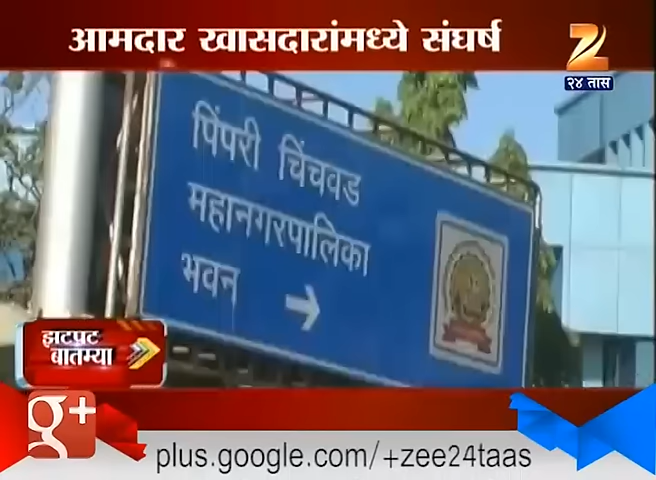 आमदार खासदारांमध्ये संघर्ष
२४ तास
पिंपरी चिंचवड
महानगरपालिका
भवन
झटपट
बातम्या
g+
plus.google.com/+zee24taas